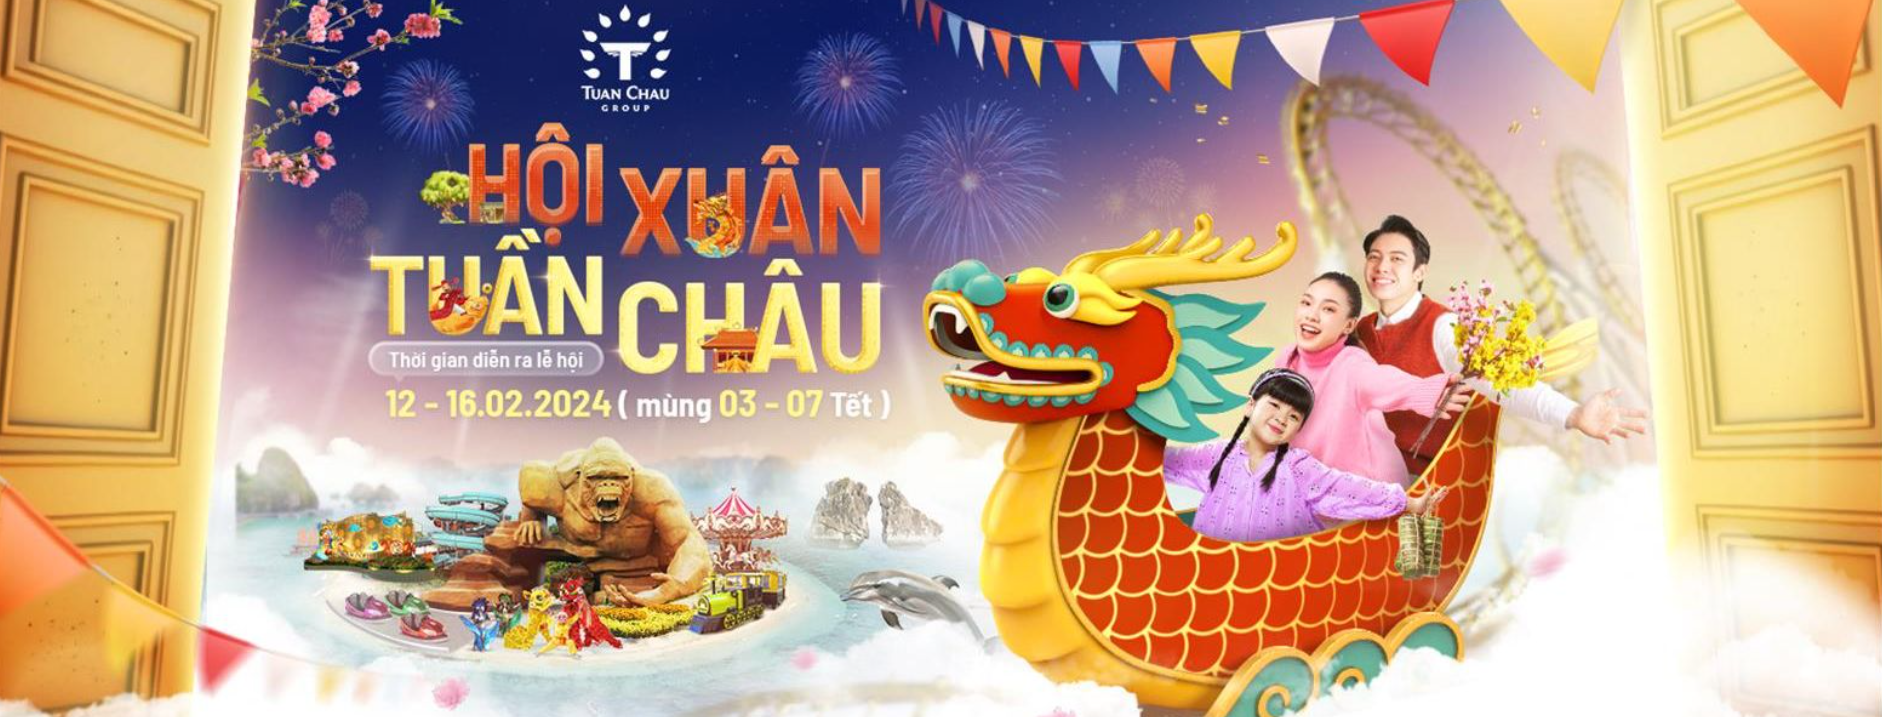 TUAN CHAU
GROUP
HỘI XUÂN
TUẦN CHÂU
Thời gian diễn ra lễ hội
12 - 16.02.2024 ( mùng 03 - 07 Tết )